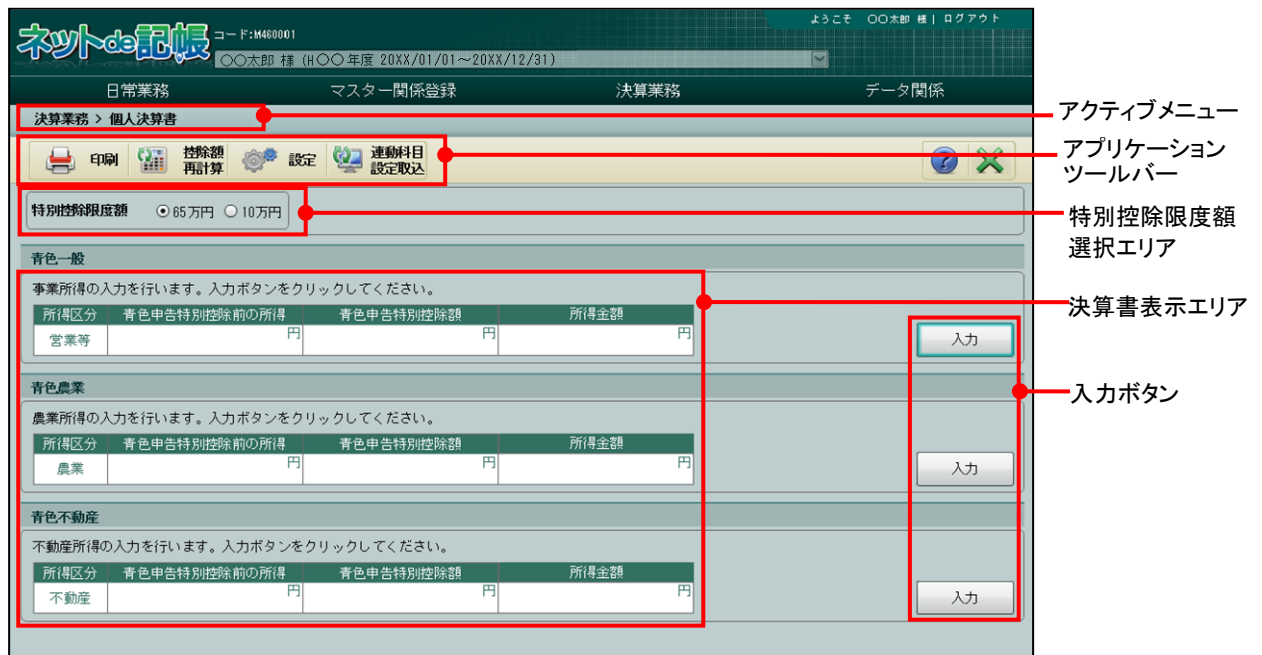 ようこそ 〇〇太郎 様 | ログアウト
ネットde記帳
コード:M460001
〇〇太郎 様 (H〇〇年度 20XX/01/01~20XX/12/31)
日常業務 マスター関係登録 決算業務 データ関係
決算業務 > 個人決算書
アクティブメニュー
印刷 控除額再計算 設定 連動科目設定取込
アプリケーション
ツールバー
特別控除限度額 65万円 10万円
特別控除限度額
選択エリア
青色一般
事業所得の入力を行います。入力ボタンをクリックしてください。
決算書表示エリア
所得区分 青色申告特別控除前の所得 青色申告特別控除額 所得金額
営業等 円 円 円
入力
青色農業
入力ボタン
農業所得の入力を行います。入力ボタンをクリックしてください。
所得区分 青色申告特別控除前の所得 青色申告特別控除額 所得金額
農業 円 円 円
入力
青色不動産
不動産所得の入力を行います。入力ボタンをクリックしてください。
所得区分 青色申告特別控除前の所得 青色申告特別控除額 所得金額
不動産 円 円 円
入力